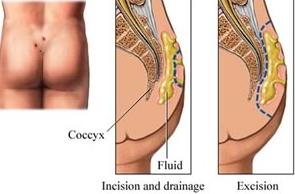 Coccyx
Fluid
Incision and drainage
Excision